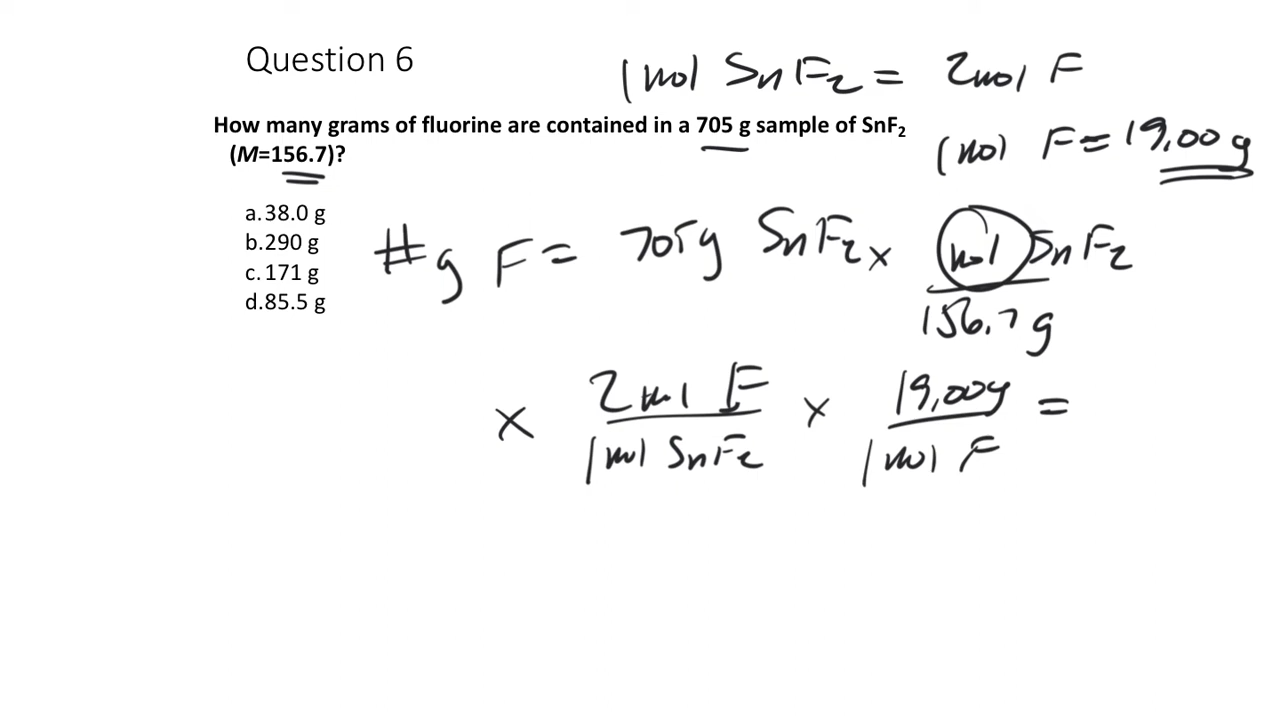 Question 6
1 mol SnF₂ = 2 mol F
How many grams of fluorine are contained in a 705 g sample of SnF₂
(M=156.7)?
1 mol F = 19.00 g
a. 38.0 g
b. 290 g
c. 171 g
d. 85.5 g
# g F = 705 g SnF₂ × mol SnF₂
156.7 g
× 2 mol F × 19.00 g =
1 mol SnF₂ 1 mol F